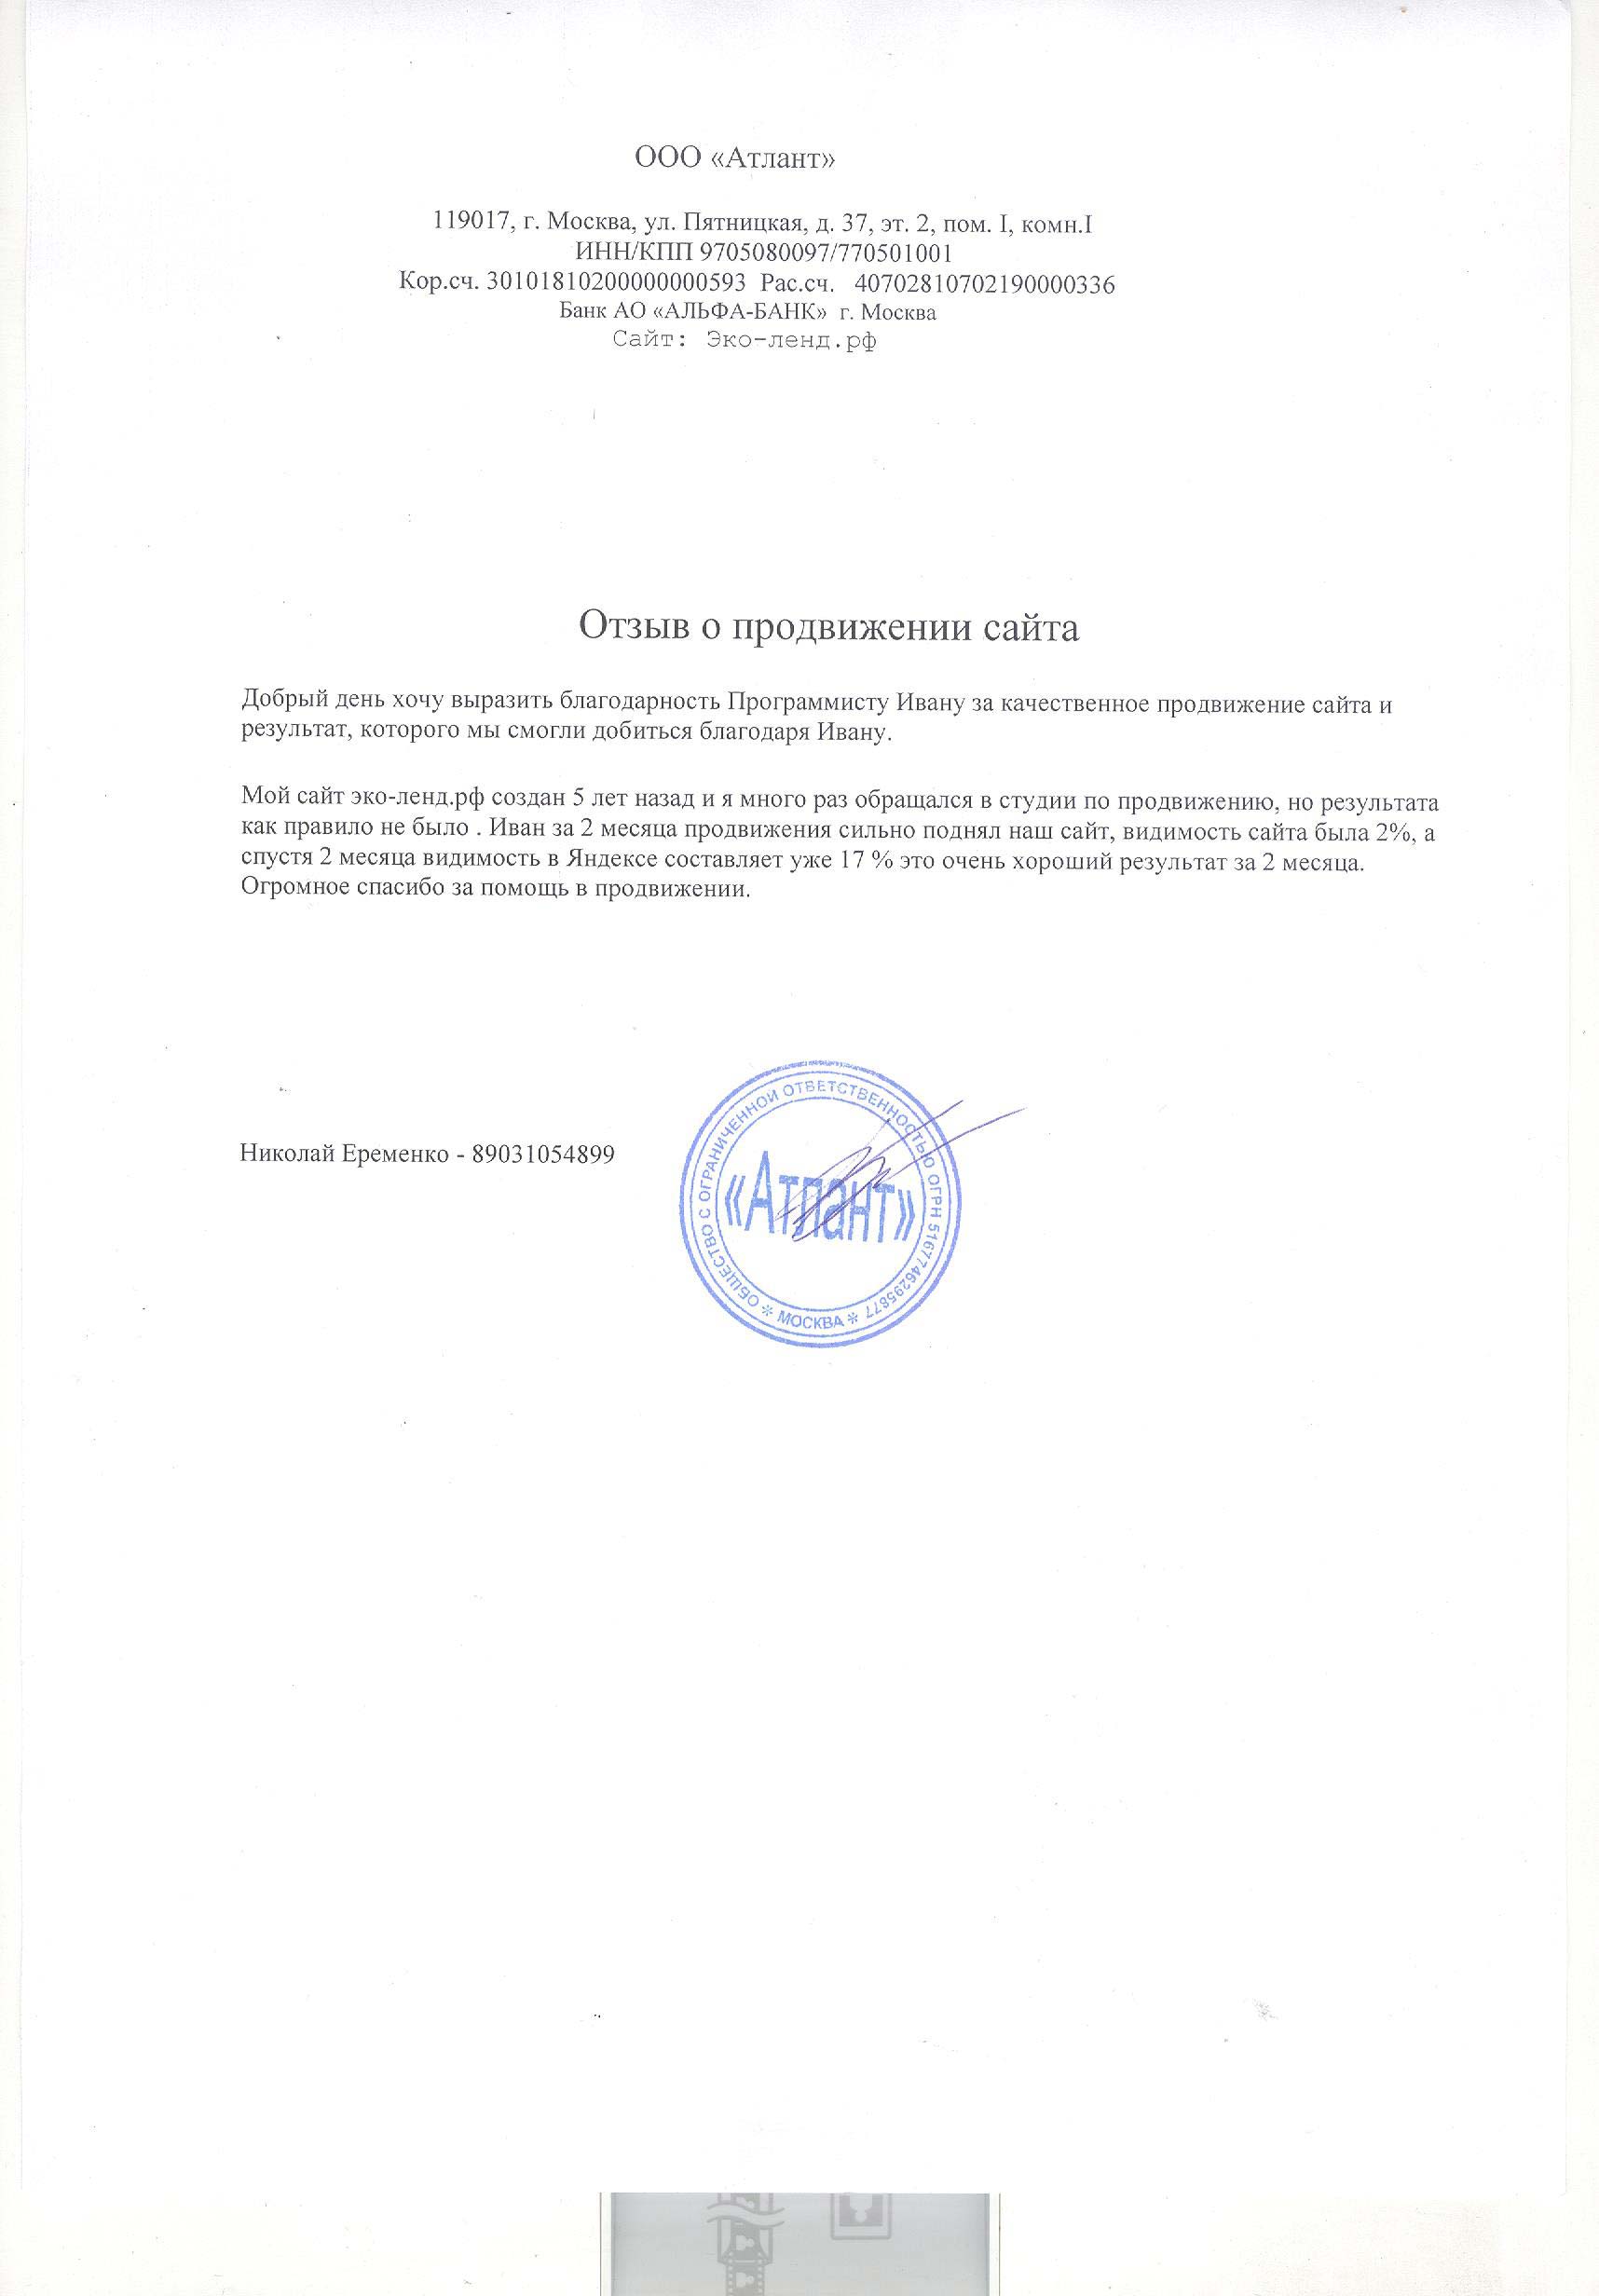 ООО «Атлант»
119017, г. Москва, ул. Пятницкая, д. 37, эт. 2, пом. I, комн.I
ИНН/КПП 9705080097/770501001
Кор.сч. 30101810200000000593 Рас.сч. 40702810702190000336
Банк АО «АЛЬФА-БАНК» г. Москва
Сайт: Эко-ленд.рф
Отзыв о продвижении сайта
Добрый день хочу выразить благодарность Программисту Ивану за качественное продвижение сайта и
результат, которого мы смогли добиться благодаря Ивану.
Мой сайт эко-ленд.рф создан 5 лет назад и я много раз обращался в студии по продвижению, но результата
как правило не было . Иван за 2 месяца продвижения сильно поднял наш сайт, видимость сайта была 2%, а
спустя 2 месяца видимость в Яндексе составляет уже 17 % это очень хороший результат за 2 месяца.
Огромное спасибо за помощь в продвижении.
Николай Еременко - 89031054899
ОБЩЕСТВО С ОГРАНИЧЕННОЙ ОТВЕТСТВЕННОСТЬЮ ОГРН 5167746295877
«Атлант»
* МОСКВА *